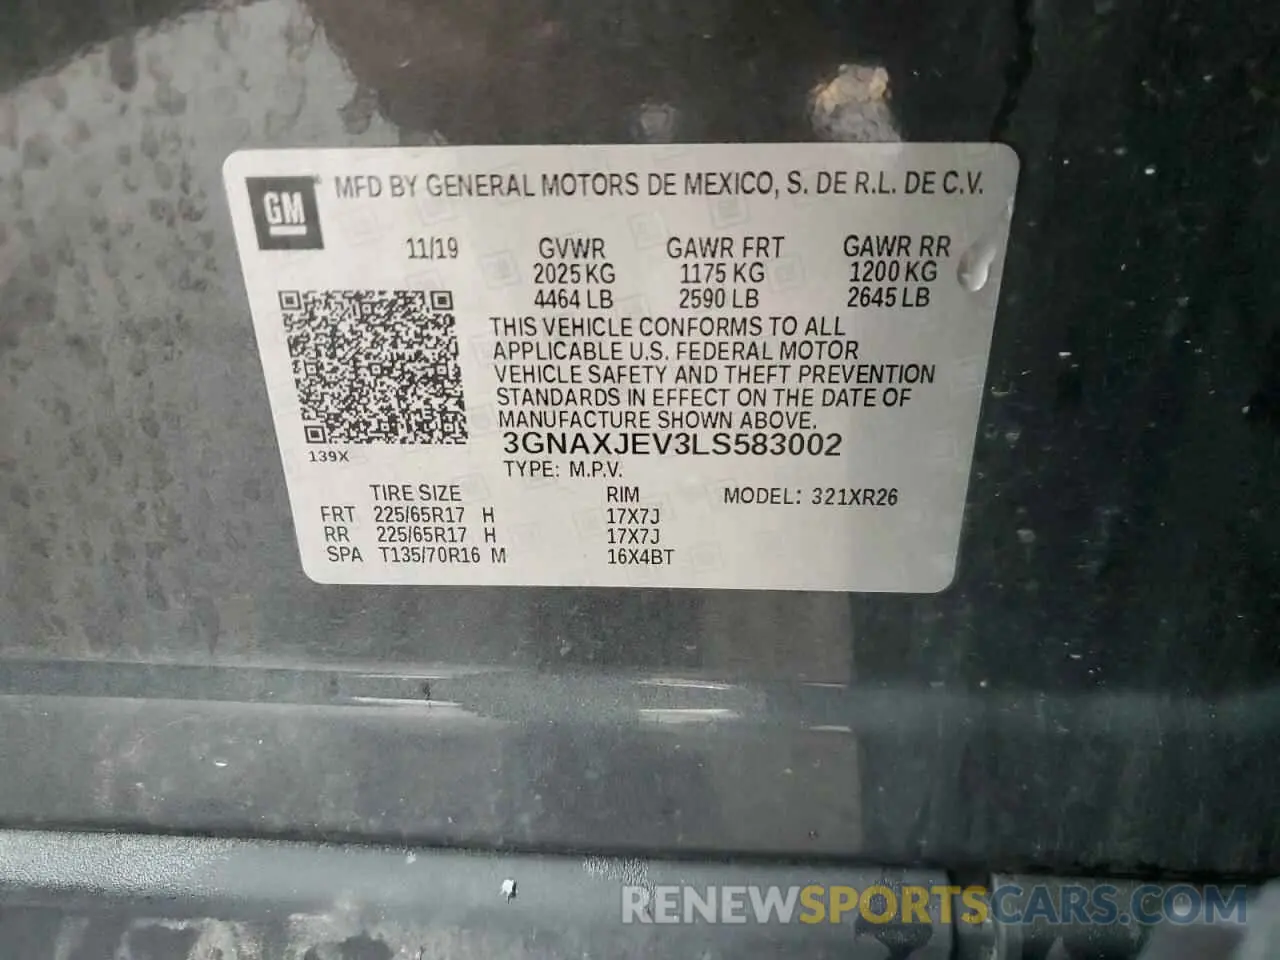 GM
MFD BY GENERAL MOTORS DE MEXICO, S. DE R.L. DE C.V.
11/19 GVWR GAWR FRT GAWR RR
2025 KG 1175 KG 1200 KG
4464 LB 2590 LB 2645 LB
THIS VEHICLE CONFORMS TO ALL
APPLICABLE U.S. FEDERAL MOTOR
VEHICLE SAFETY AND THEFT PREVENTION
STANDARDS IN EFFECT ON THE DATE OF
MANUFACTURE SHOWN ABOVE.
3GNAXJEV3LS583002
139X
TYPE: M.P.V.
TIRE SIZE RIM MODEL: 321XR26
FRT 225/65R17 H 17X7J
RR 225/65R17 H 17X7J
SPA T135/70R16 M 16X4BT
RENEWSPORTSCARS.COM